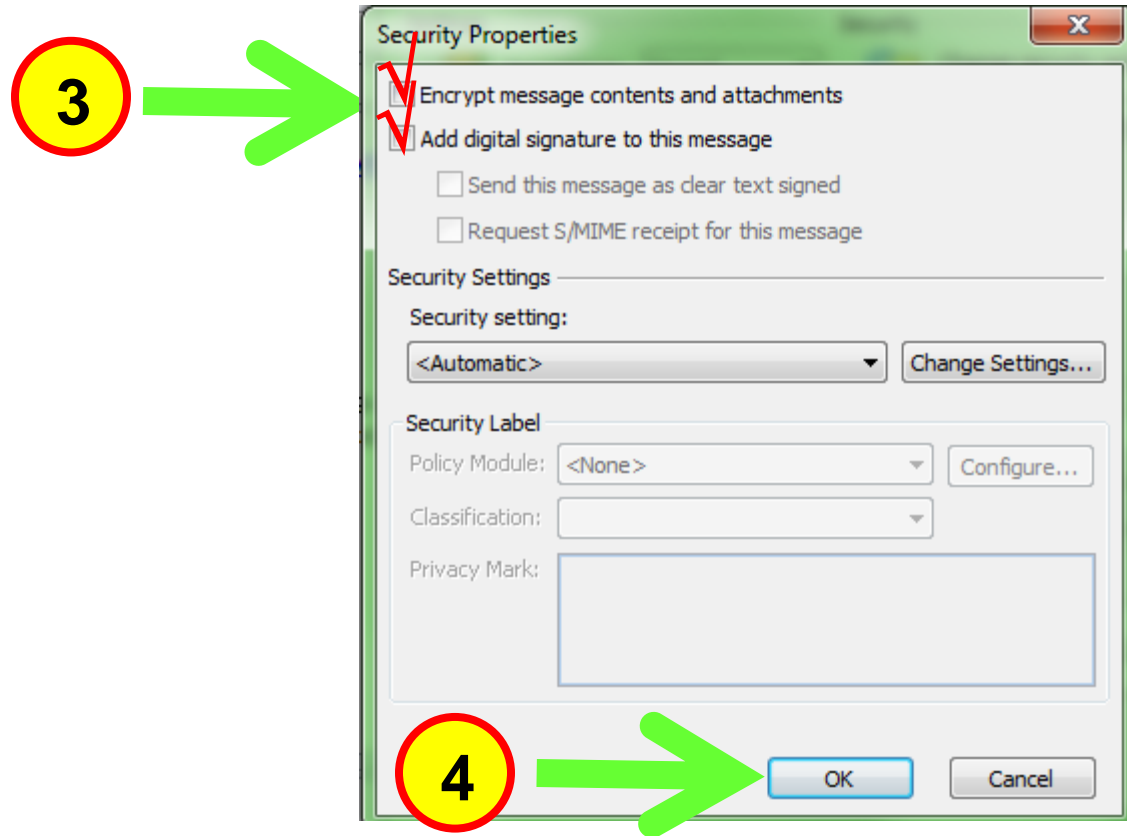 Security Properties
3
Encrypt message contents and attachments
Add digital signature to this message
Send this message as clear text signed
Request S/MIME receipt for this message
Security Settings
Security setting:
<Automatic>
Change Settings...
Security Label
Policy Module: <None>
Configure...
Classification:
Privacy Mark:
4
OK
Cancel